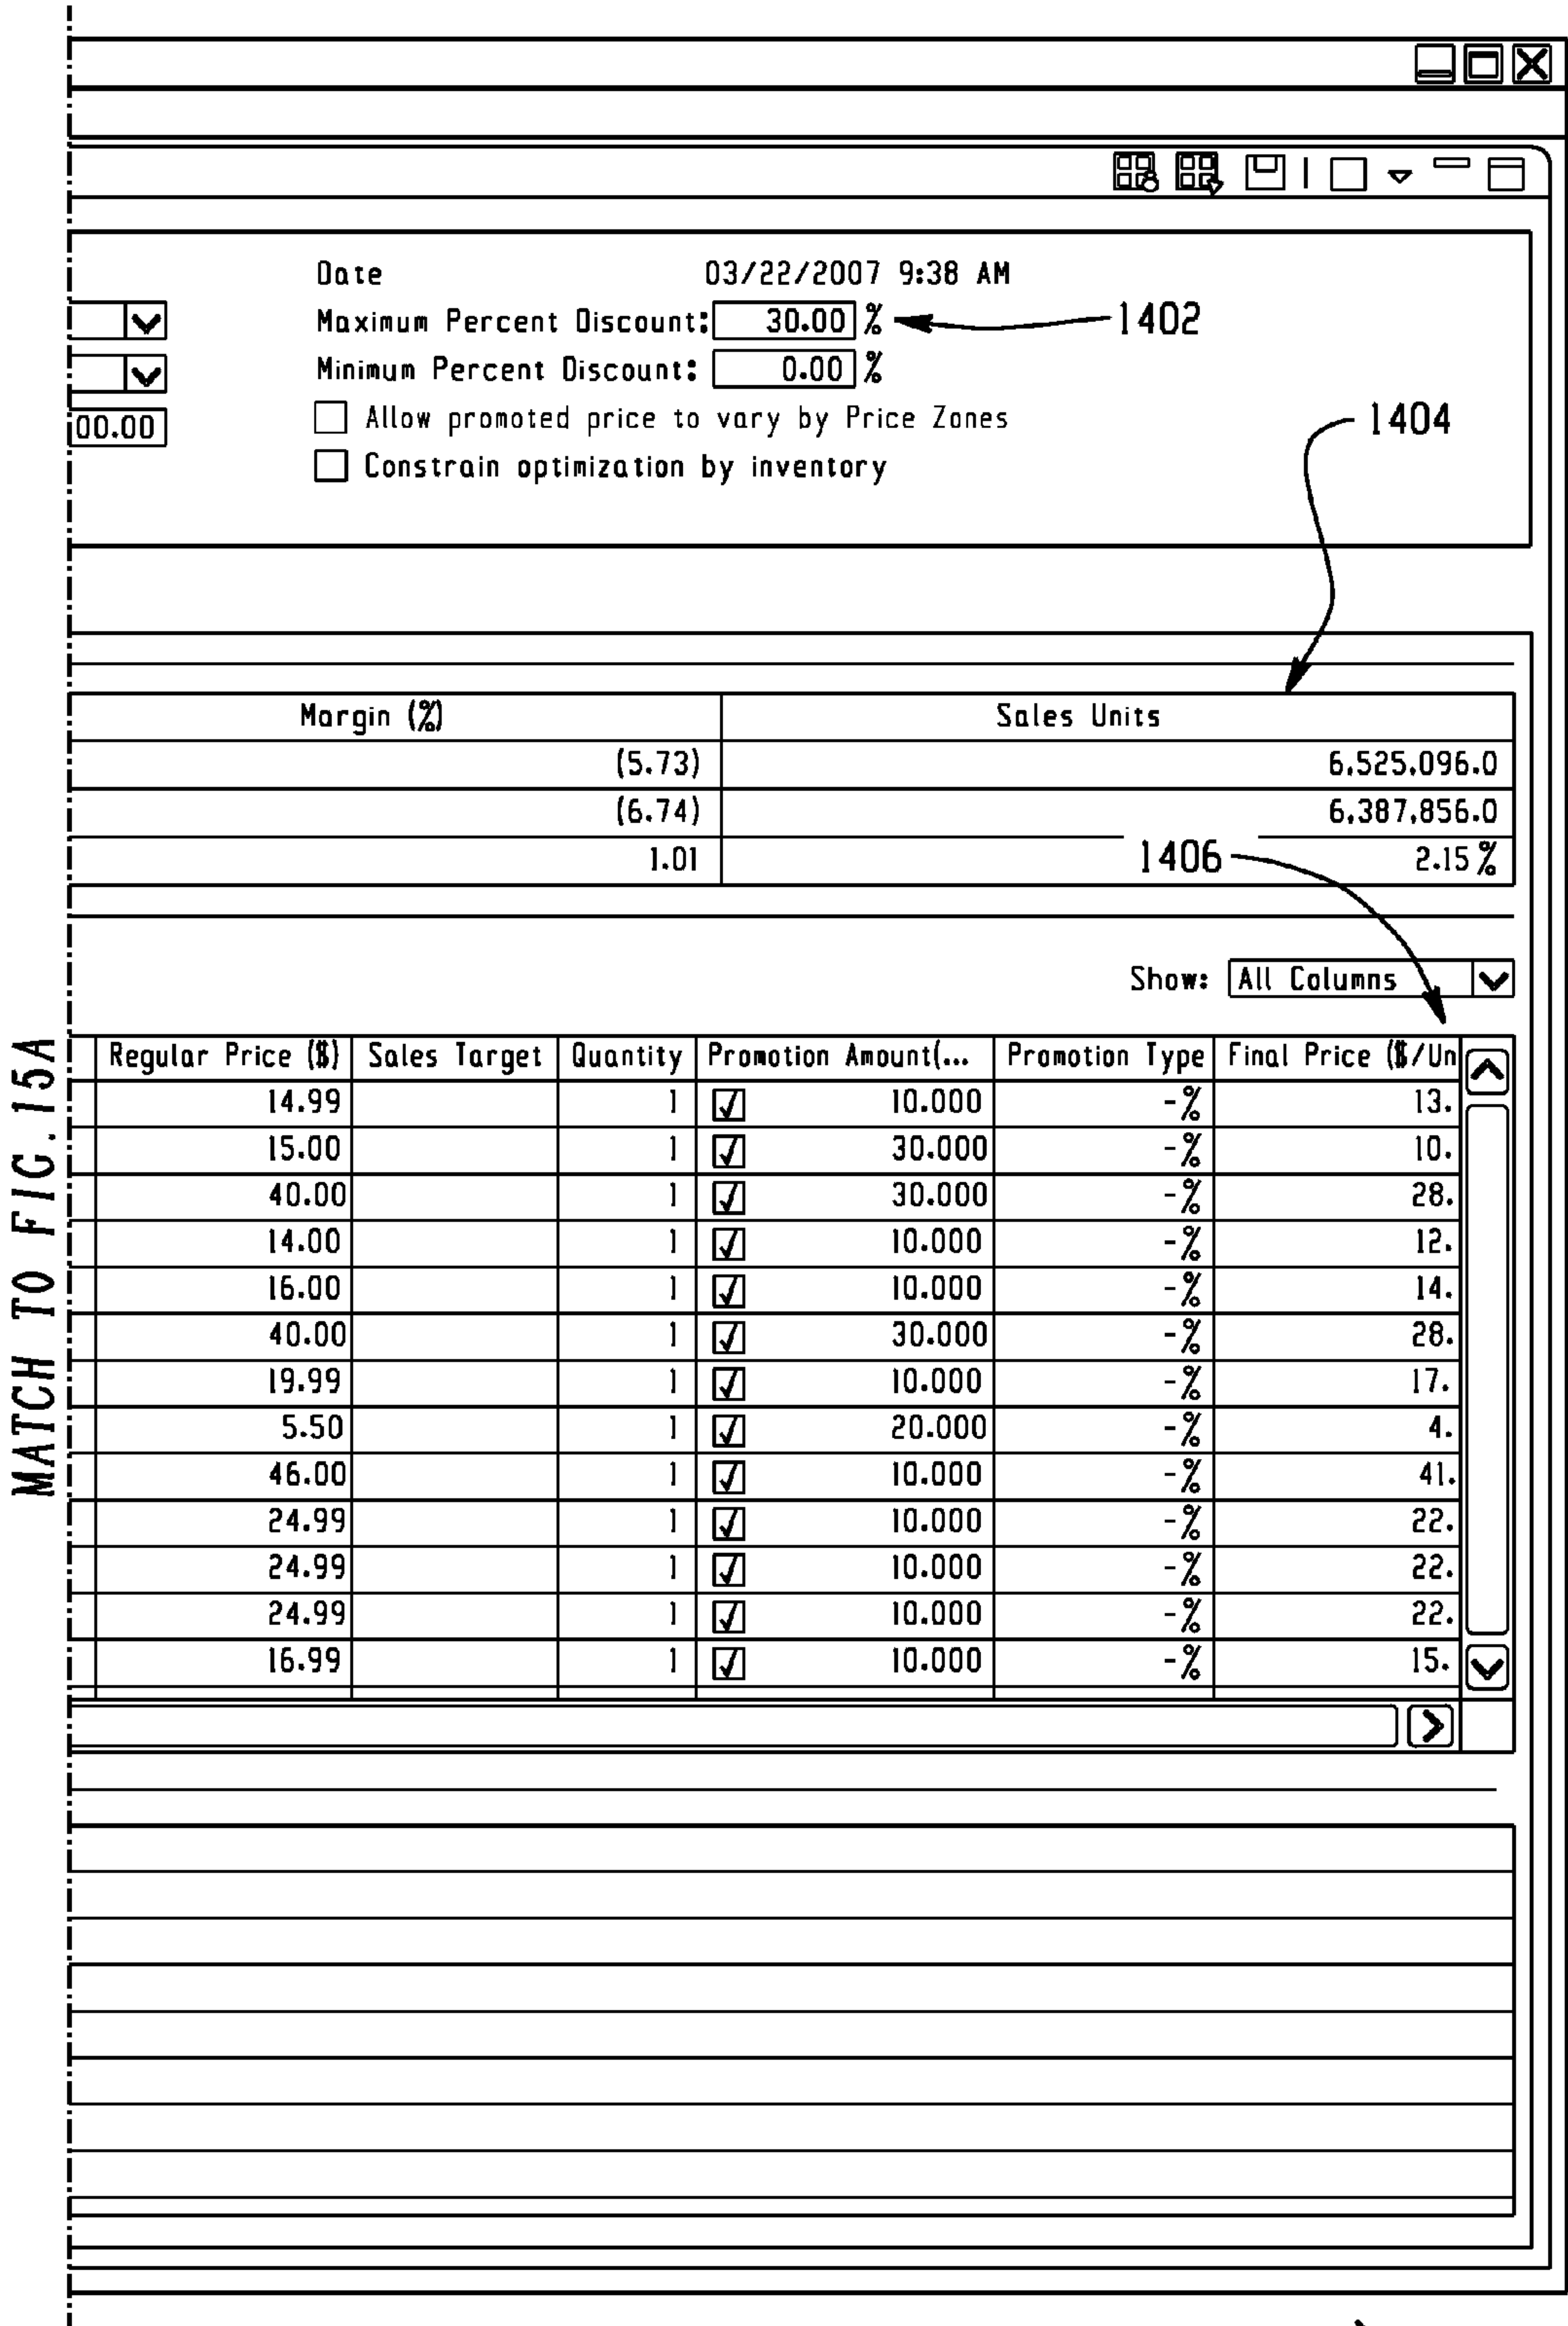 Date 03/22/2007 9:38 AM
Maximum Percent Discount: 30.00 % 1402
Minimum Percent Discount: 0.00 %
00.00 Allow promoted price to vary by Price Zones 1404
Constrain optimization by inventory
Margin (%) Sales Units
(5.73) 6,525,096.0
(6.74) 6,387,856.0
1.01 1406 2.15 %
Show: All Columns
Regular Price ($) Sales Target Quantity Promotion Amount(... Promotion Type Final Price ($/Un
14.99 1 10.000 -% 13.
15.00 1 30.000 -% 10.
40.00 1 30.000 -% 28.
14.00 1 10.000 -% 12.
16.00 1 10.000 -% 14.
40.00 1 30.000 -% 28.
19.99 1 10.000 -% 17.
5.50 1 20.000 -% 4.
46.00 1 10.000 -% 41.
24.99 1 10.000 -% 22.
24.99 1 10.000 -% 22.
24.99 1 10.000 -% 22.
16.99 1 10.000 -% 15.
MATCH TO FIG.15A